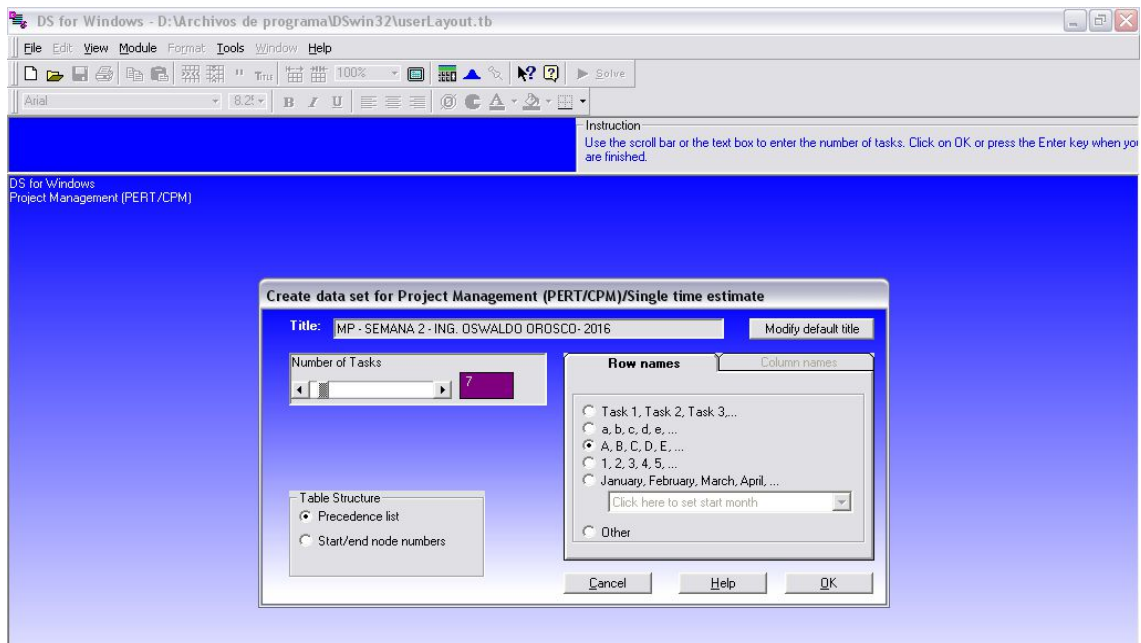 DS for Windows - D:\Archivos de programa\DSwin32\userLayout.tb
File Edit View Module Format Tools Window Help
100% Solve
Arial 8.2 B I U
Instruction
Use the scroll bar or the text box to enter the number of tasks. Click on OK or press the Enter key when you
are finished.
DS for Windows
Project Management (PERT/CPM)
Create data set for Project Management (PERT/CPM)/Single time estimate
Title: MP - SEMANA 2 - ING. OSWALDO OROSCO- 2016 Modify default title
Number of Tasks
7
Row names Column names
Task 1, Task 2, Task 3,...
a, b, c, d, e, ...
A, B, C, D, E, ...
1, 2, 3, 4, 5, ...
January, February, March, April, ...
Click here to set start month
Other
Table Structure
Precedence list
Start/end node numbers
Cancel Help OK